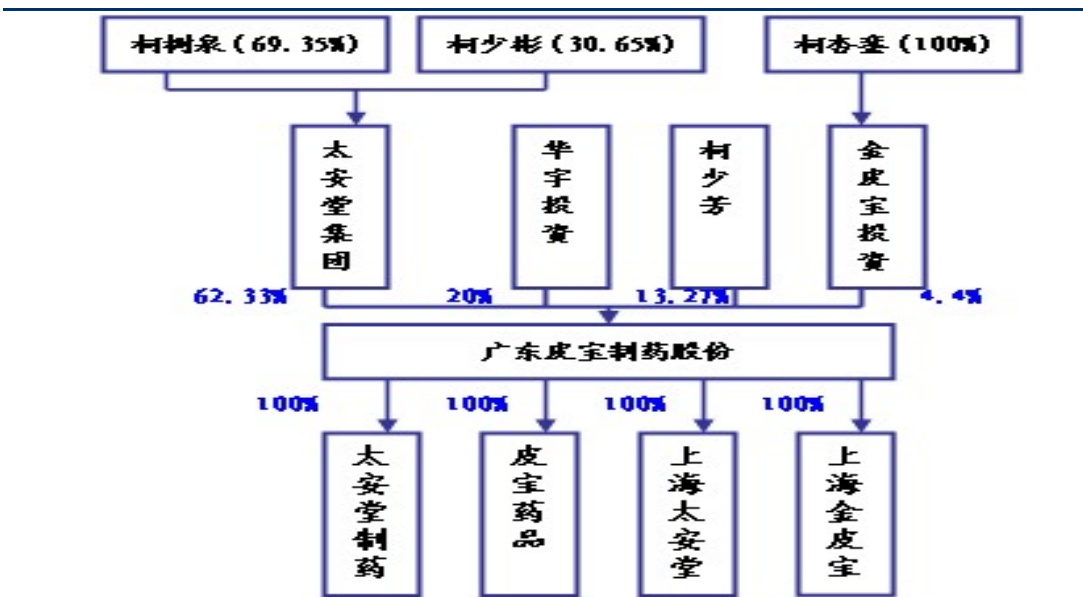 柯树泉(69.35%)
柯少彬(30.65%)
(100%)
太安堂集团
华宇投资
柯少芳
金皮宝投资
62.33%
20%
13.27%
4.4%
广东皮宝制药股份
100%
100%
100%
100%
太安堂制药
皮宝药品
上海太安堂
上海金皮宝